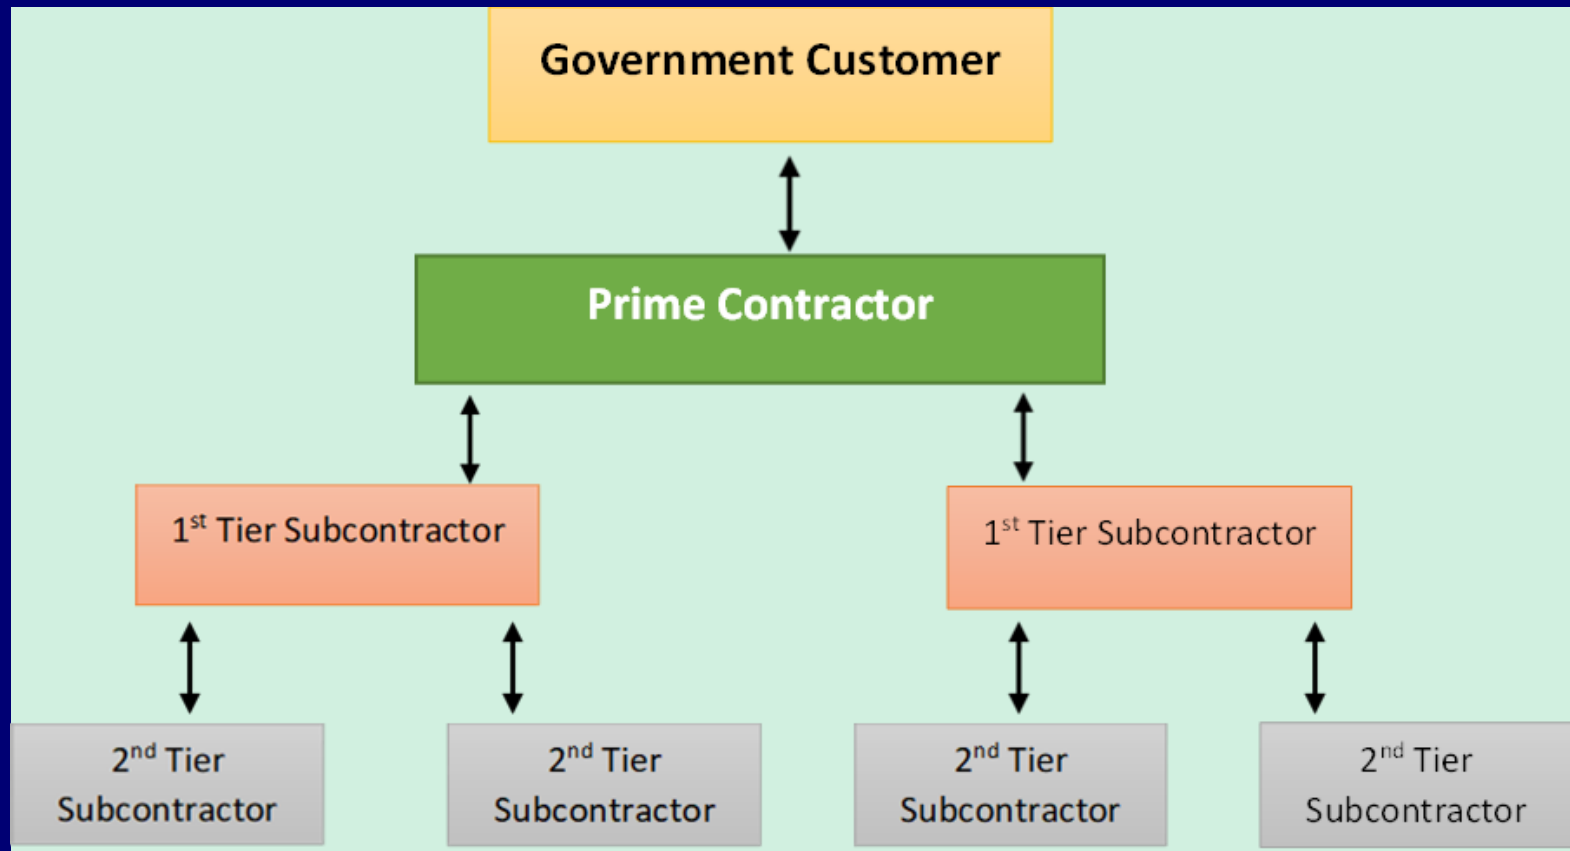 Government Customer
Prime Contractor
1st Tier Subcontractor
1st Tier Subcontractor
2nd Tier
Subcontractor
2nd Tier
Subcontractor
2nd Tier
Subcontractor
2nd Tier
Subcontractor